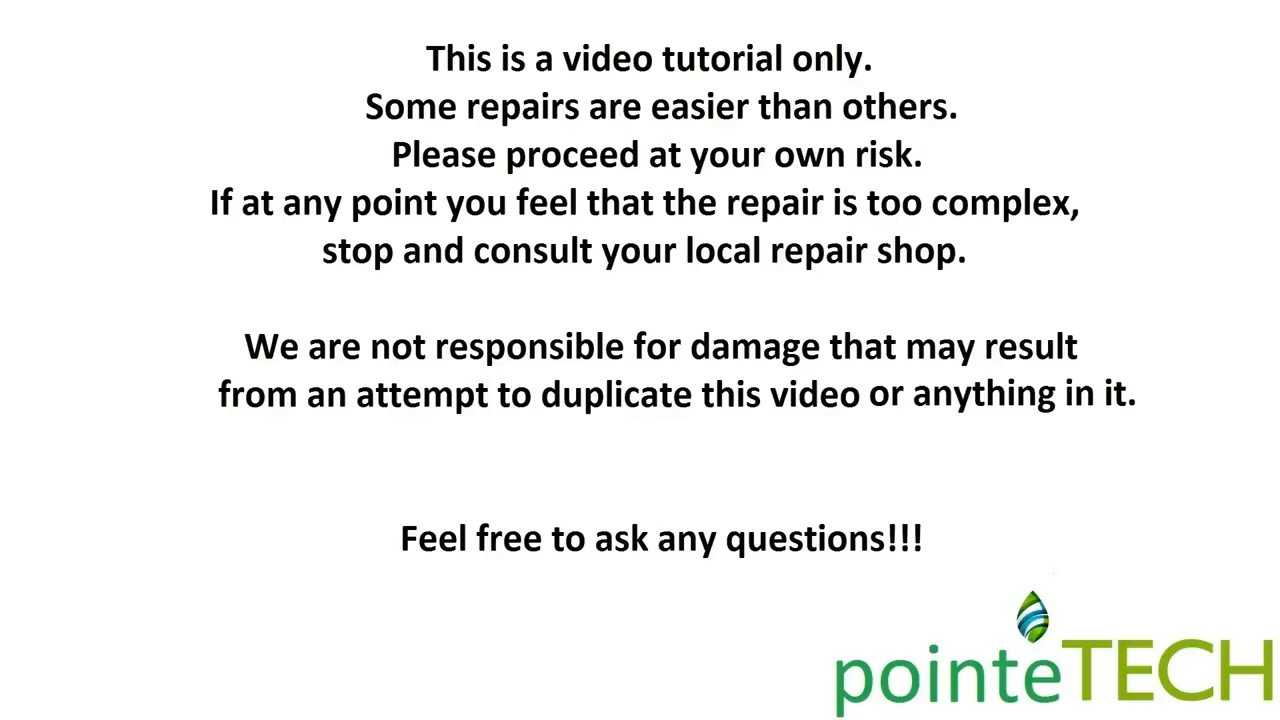 This is a video tutorial only.
Some repairs are easier than others.
Please proceed at your own risk.
If at any point you feel that the repair is too complex,
stop and consult your local repair shop.
We are not responsible for damage that may result
from an attempt to duplicate this video or anything in it.
Feel free to ask any questions!!!
pointeTECH